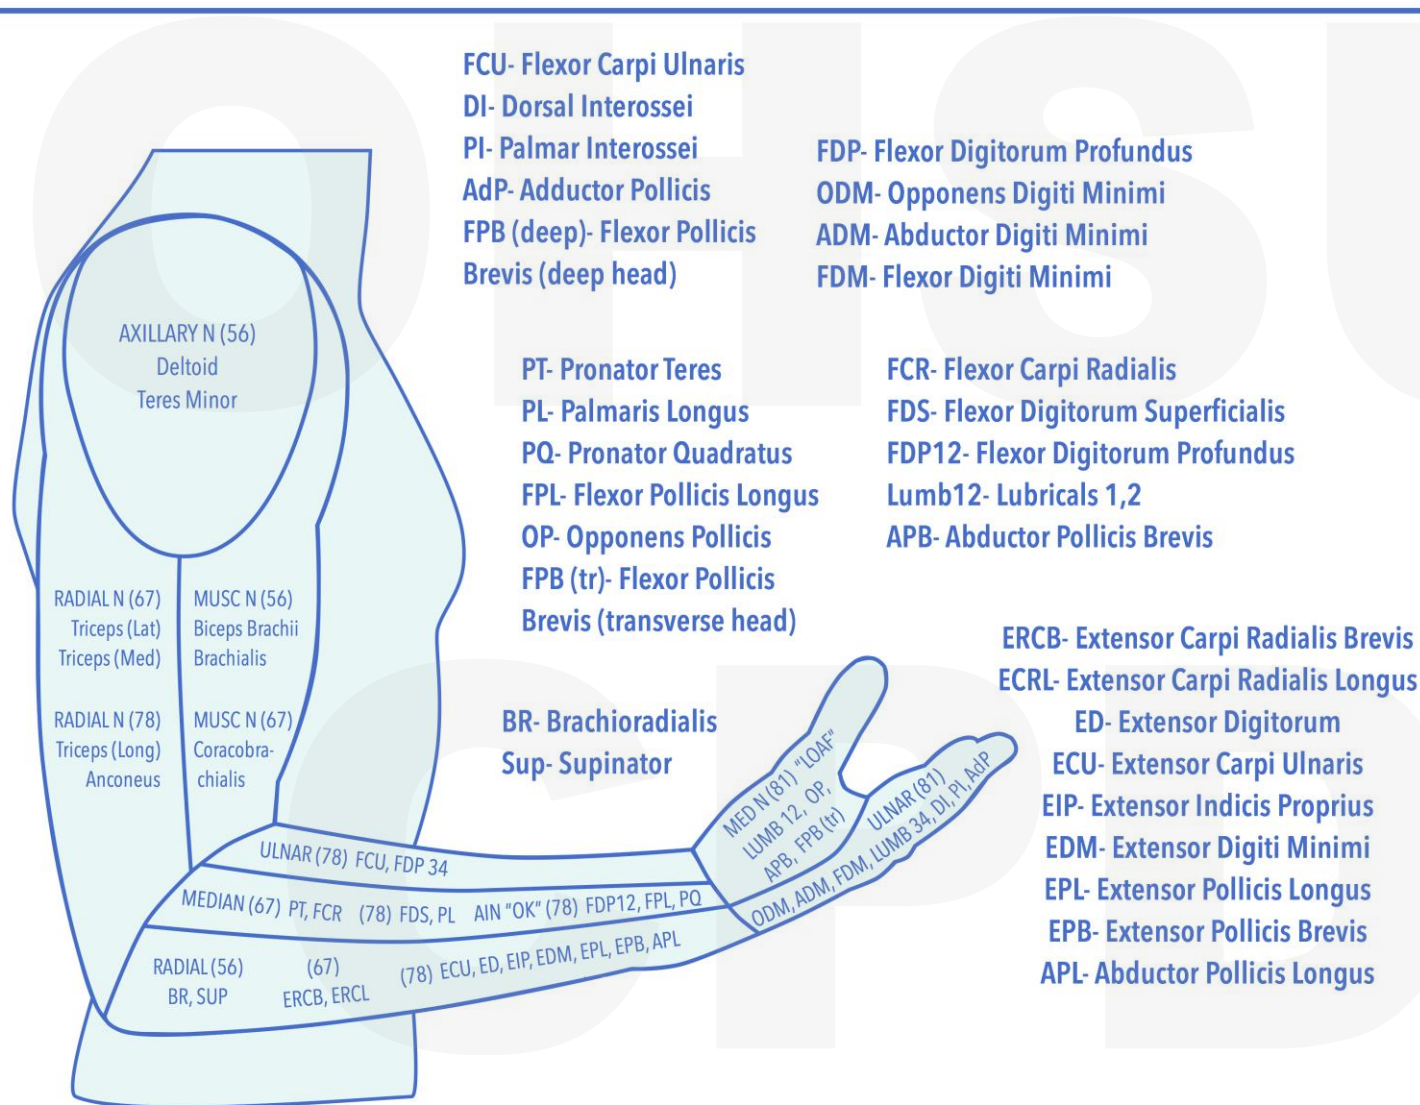 OHSU
CPD
FCU- Flexor Carpi Ulnaris
DI- Dorsal Interossei
PI- Palmar Interossei
AdP- Adductor Pollicis
FPB (deep)- Flexor Pollicis
Brevis (deep head)
FDP- Flexor Digitorum Profundus
ODM- Opponens Digiti Minimi
ADM- Abductor Digiti Minimi
FDM- Flexor Digiti Minimi
AXILLARY N (56)
Deltoid
Teres Minor
PT- Pronator Teres
PL- Palmaris Longus
PQ- Pronator Quadratus
FPL- Flexor Pollicis Longus
OP- Opponens Pollicis
FPB (tr)- Flexor Pollicis
Brevis (transverse head)
FCR- Flexor Carpi Radialis
FDS- Flexor Digitorum Superficialis
FDP12- Flexor Digitorum Profundus
Lumb12- Lubricals 1,2
APB- Abductor Pollicis Brevis
RADIAL N (67)
Triceps (Lat)
Triceps (Med)
MUSC N (56)
Biceps Brachii
Brachialis
RADIAL N (78)
Triceps (Long)
Anconeus
MUSC N (67)
Coracobra-
chialis
BR- Brachioradialis
Sup- Supinator
ERCB- Extensor Carpi Radialis Brevis
ECRL- Extensor Carpi Radialis Longus
ED- Extensor Digitorum
ECU- Extensor Carpi Ulnaris
EIP- Extensor Indicis Proprius
EDM- Extensor Digiti Minimi
EPL- Extensor Pollicis Longus
EPB- Extensor Pollicis Brevis
APL- Abductor Pollicis Longus
MED N (81) "LOAF"
LUMB 12, OP,
APB, FPB (tr)
ULNAR (81)
ODM, ADM, FDM, LUMB 34, DI, PI, AdP
ULNAR (78) FCU, FDP 34
MEDIAN (67) PT, FCR (78) FDS, PL AIN "OK" (78) FDP12, FPL, PQ
RADIAL (56)
BR, SUP
(67)
ERCB, ERCL
(78) ECU, ED, EIP, EDM, EPL, EPB, APL